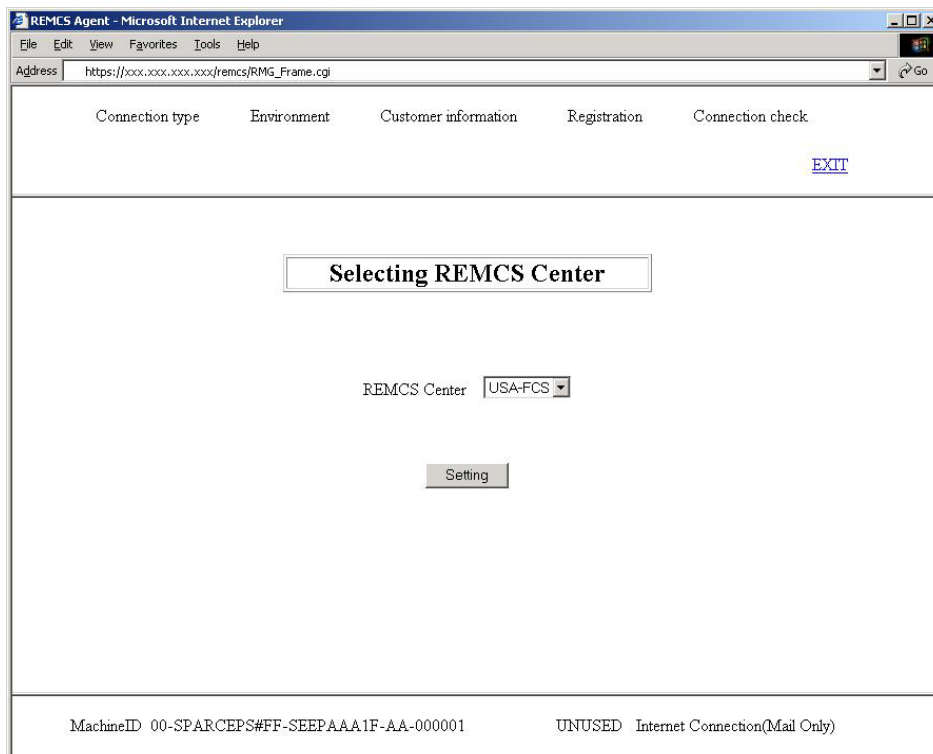 REMCS Agent - Microsoft Internet Explorer
File Edit View Favorites Tools Help
Address https://xxx.xxx.xxx.xxx/remcs/RMG_Frame.cgi Go
Connection type Environment Customer information Registration Connection check
EXIT
Selecting REMCS Center
REMCS Center USA-FCS
Setting
MachineID 00-SPARCEPS#FF-SEEPAAA1F-AA-000001 UNUSED Internet Connection(Mail Only)